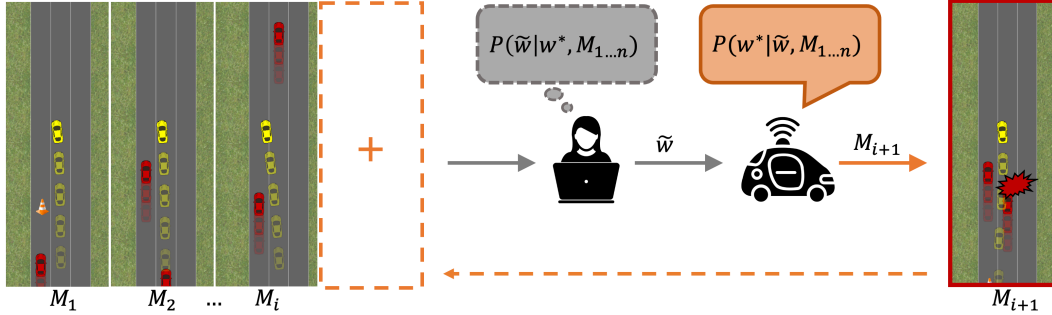 P(w̃|w*, M₁...ₙ)
P(w*|w̃, M₁...ₙ)
+
w̃
Mᵢ₊₁
M₁
M₂
...
Mᵢ
Mᵢ₊₁